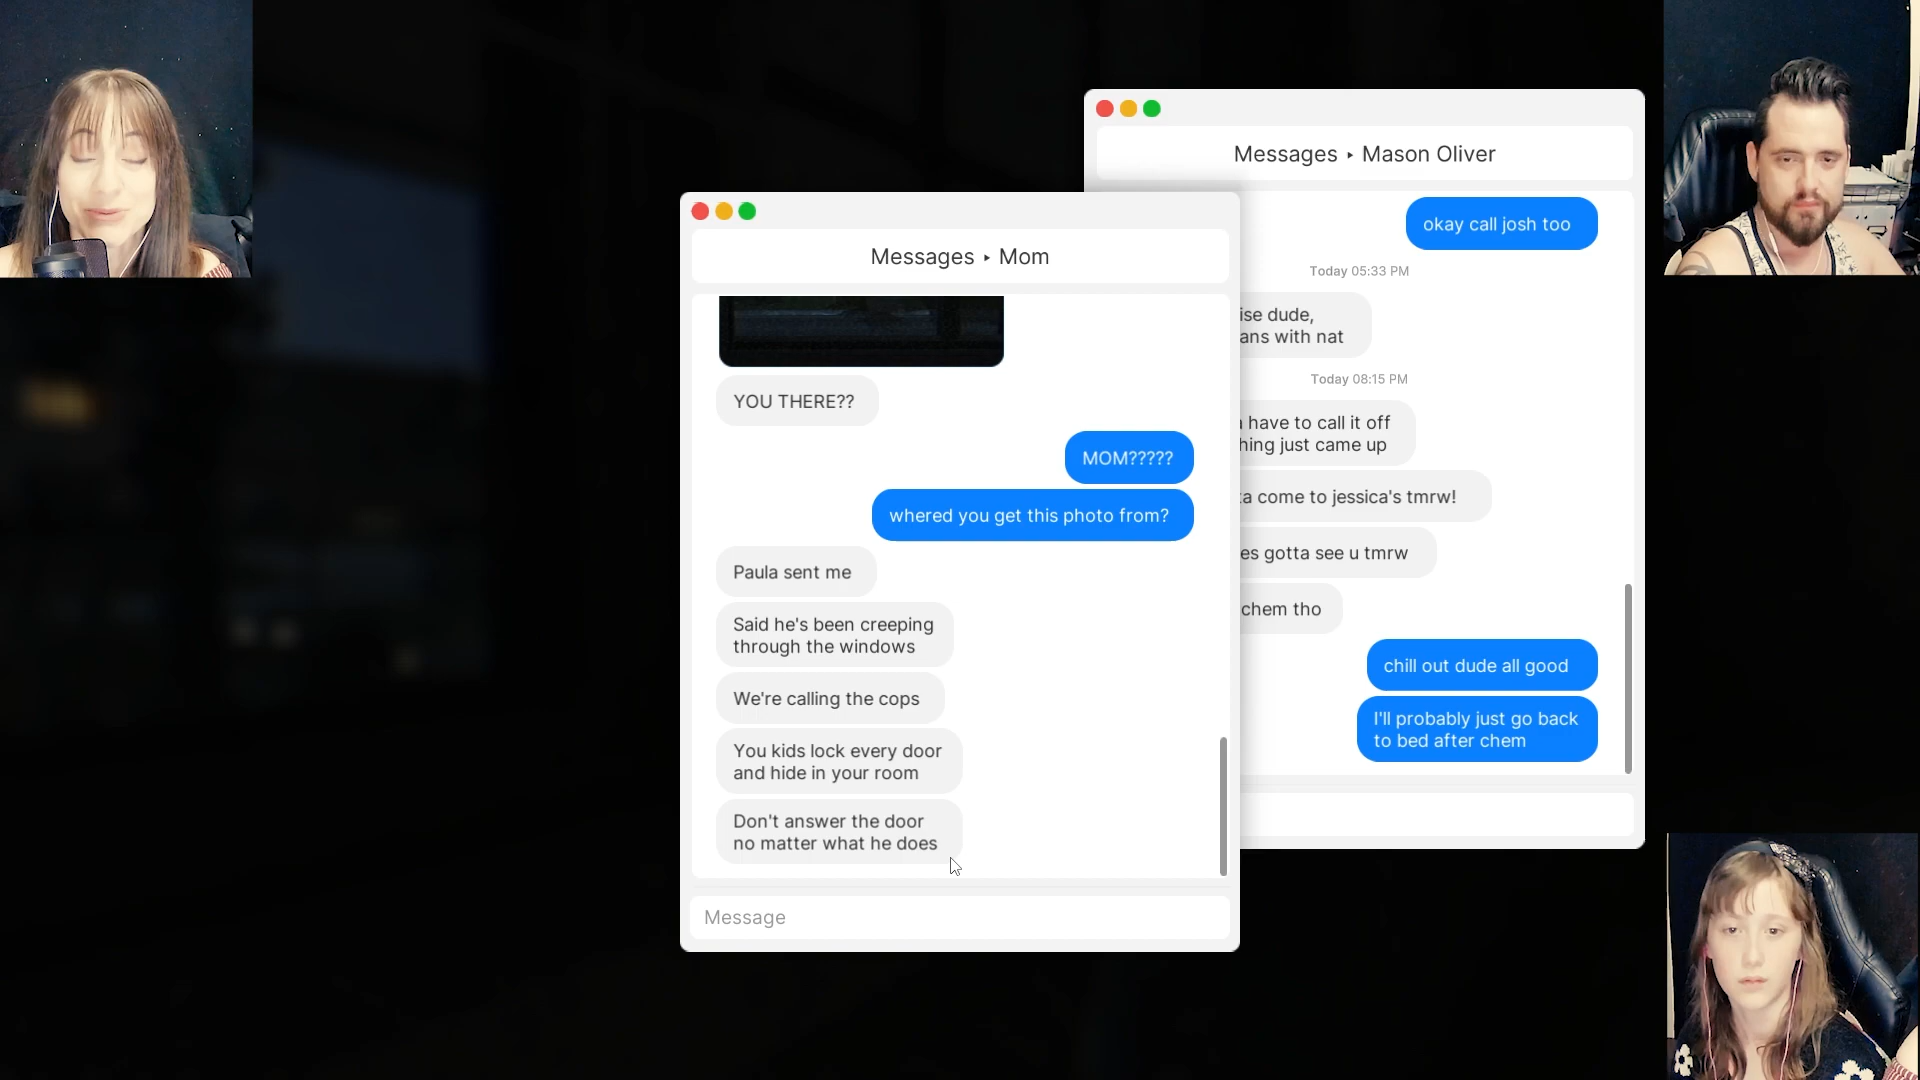 Messages ‣ Mason Oliver
okay call josh too
Today 05:33 PM
dude,
with nat
Today 08:15 PM
have to call it off
just came up
come to jessica's tmrw!
gotta see u tmrw
chem tho
chill out dude all good
I'll probably just go back
to bed after chem
Messages ‣ Mom
YOU THERE??
MOM?????
whered you get this photo from?
Paula sent me
Said he's been creeping
through the windows
We're calling the cops
You kids lock every door
and hide in your room
Don't answer the door
no matter what he does
Message